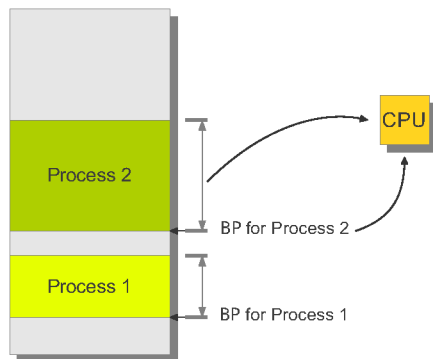 CPU
Process 2
BP for Process 2
Process 1
BP for Process 1